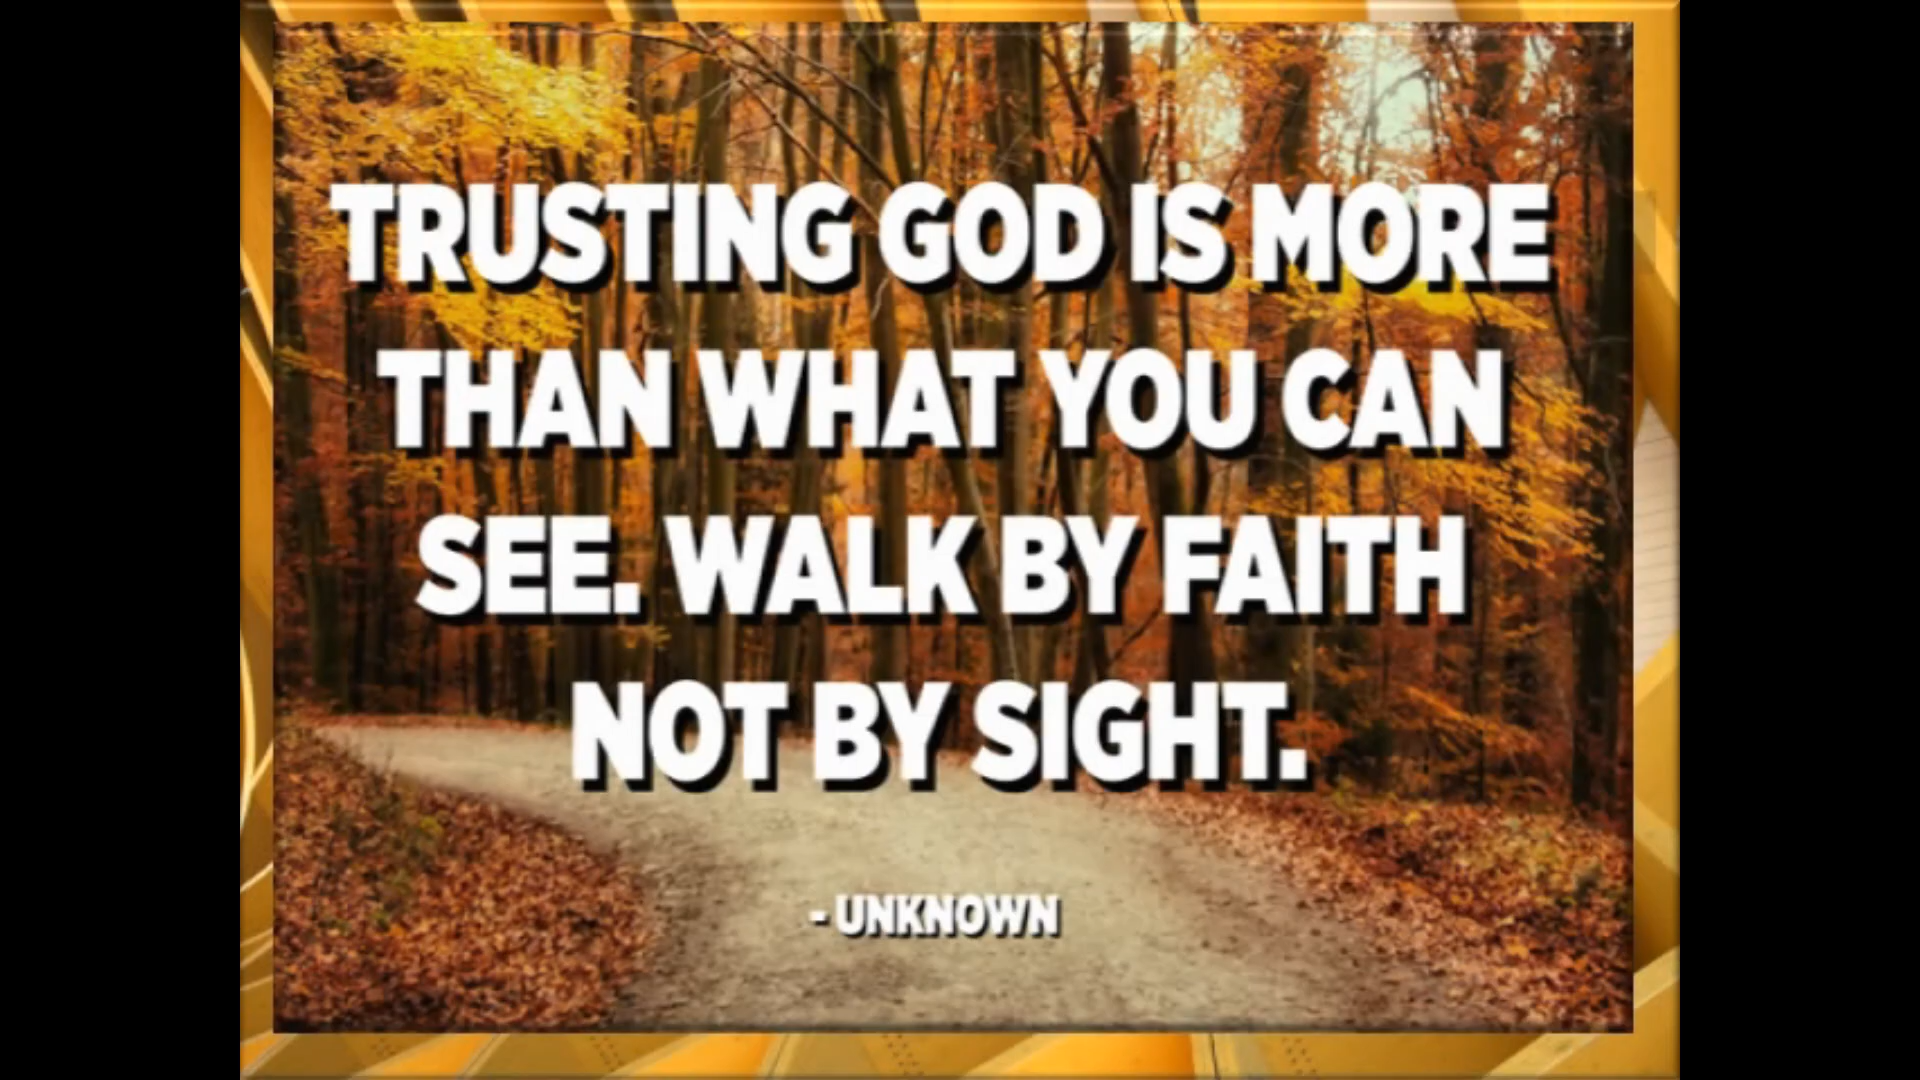 TRUSTING GOD IS MORE
THAN WHAT YOU CAN
SEE. WALK BY FAITH
NOT BY SIGHT.
- UNKNOWN